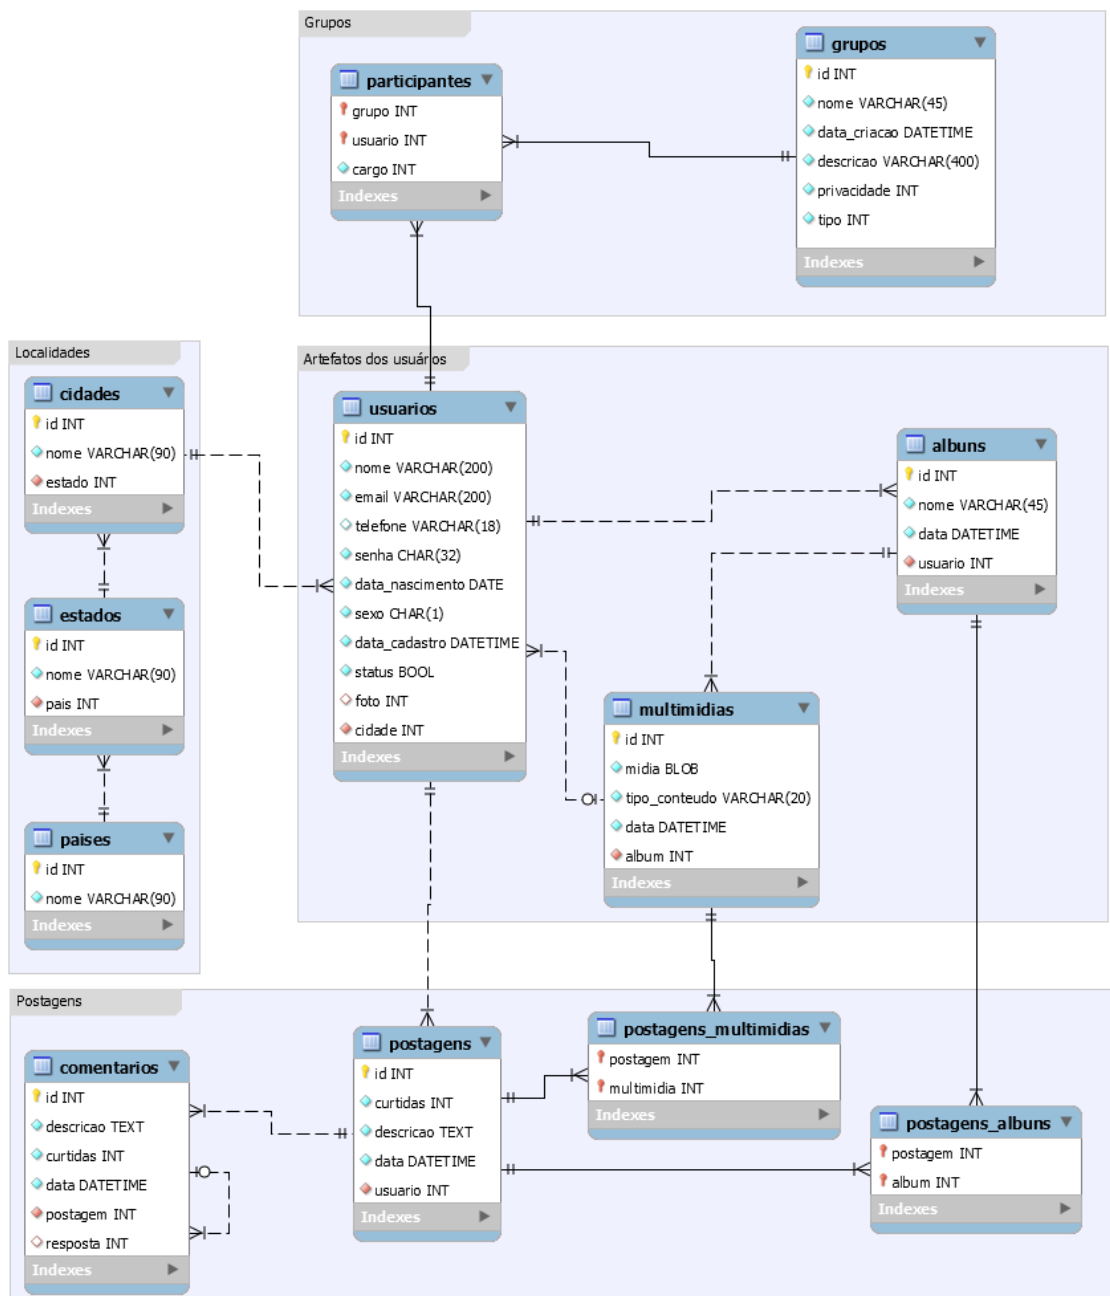 Grupos
participantes
grupo INT
usuario INT
cargo INT
Indexes
grupos
id INT
nome VARCHAR(45)
data_criacao DATETIME
descricao VARCHAR(400)
privacidade INT
tipo INT
Indexes
Localidades
cidades
id INT
nome VARCHAR(90)
estado INT
Indexes
estados
id INT
nome VARCHAR(90)
pais INT
Indexes
paises
id INT
nome VARCHAR(90)
Indexes
Artefatos dos usuários
usuarios
id INT
nome VARCHAR(200)
email VARCHAR(200)
telefone VARCHAR(18)
senha CHAR(32)
data_nascimento DATE
sexo CHAR(1)
data_cadastro DATETIME
status BOOL
foto INT
cidade INT
Indexes
albuns
id INT
nome VARCHAR(45)
data DATETIME
usuario INT
Indexes
multimidias
id INT
midia BLOB
tipo_conteudo VARCHAR(20)
data DATETIME
album INT
Indexes
Postagens
comentarios
id INT
descricao TEXT
curtidas INT
data DATETIME
postagem INT
resposta INT
Indexes
postagens
id INT
curtidas INT
descricao TEXT
data DATETIME
usuario INT
Indexes
postagens_multimidias
postagem INT
multimidia INT
Indexes
postagens_albuns
postagem INT
album INT
Indexes